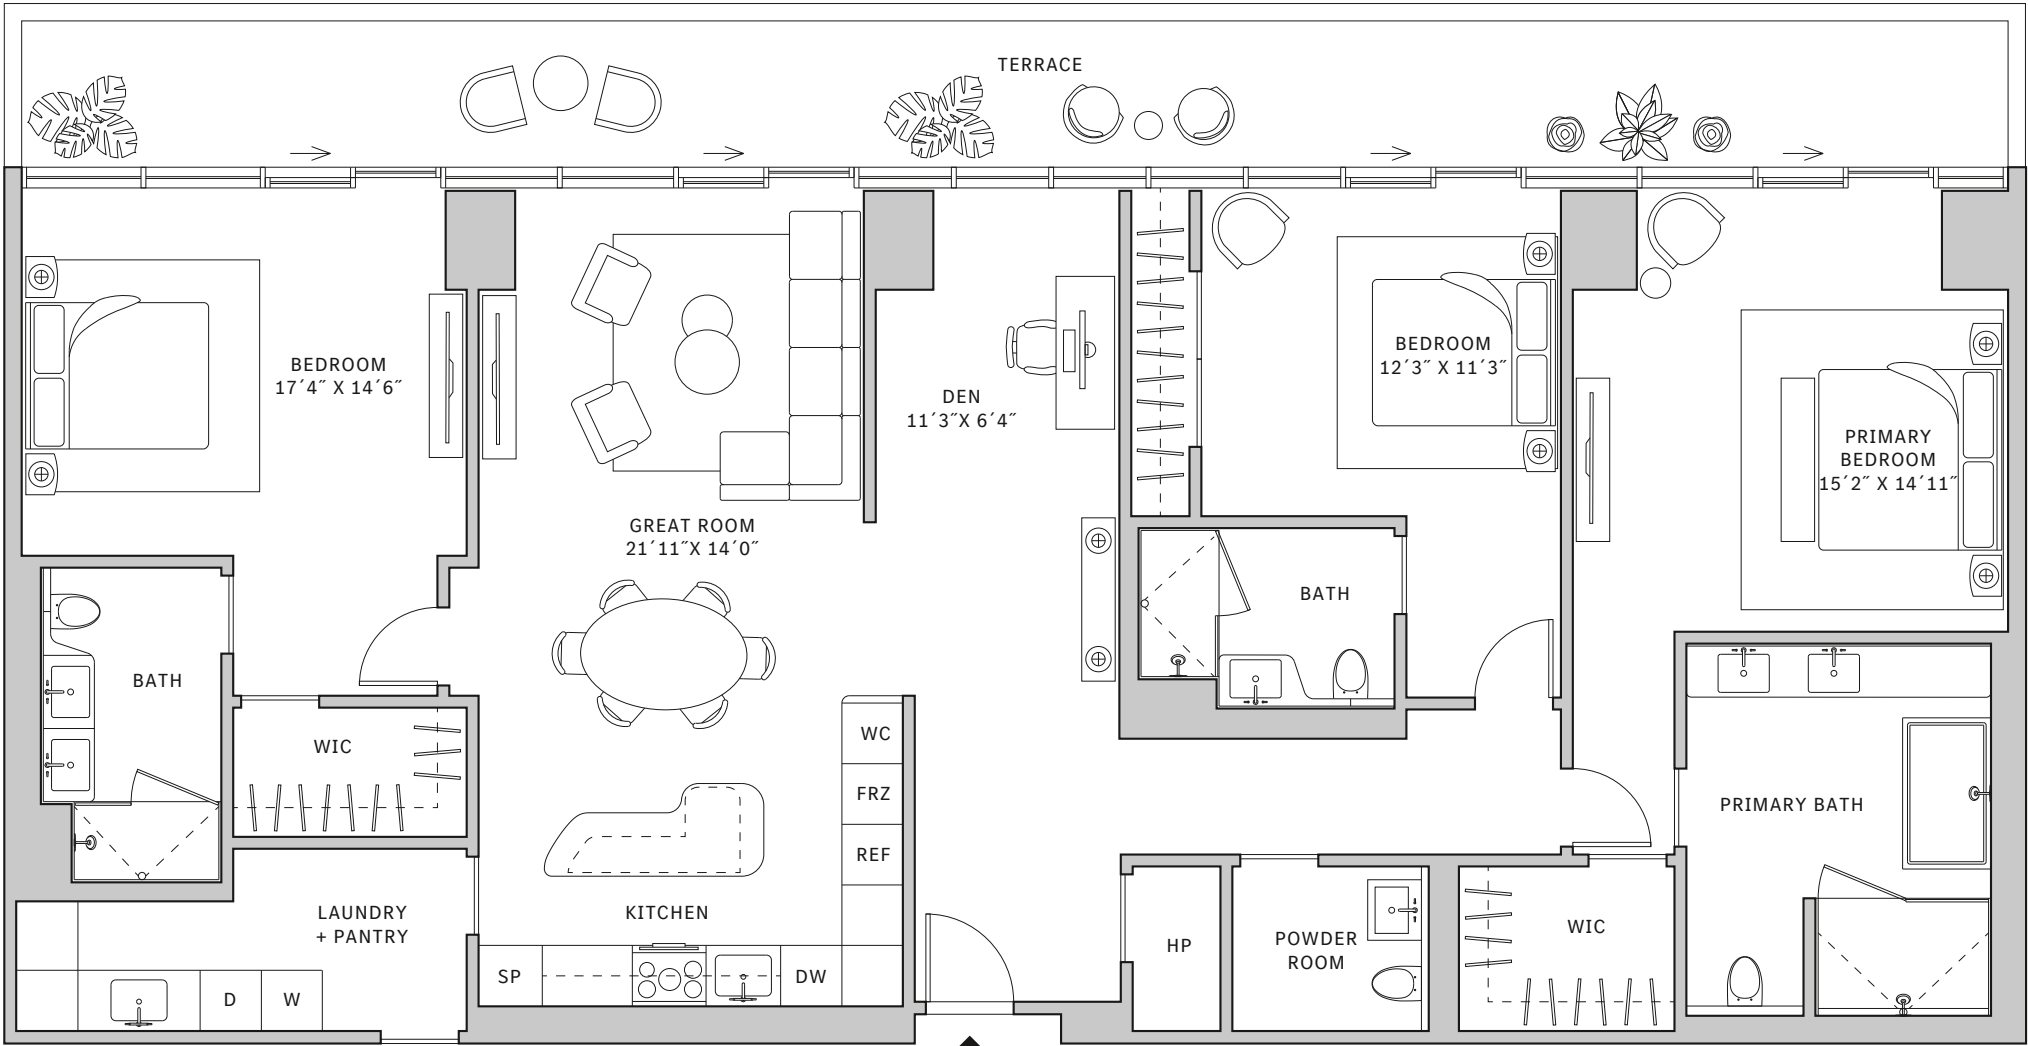 TERRACE
BEDROOM
17´4˝ X 14´6˝
GREAT ROOM
21´11˝X 14´0˝
DEN
11´3˝X 6´4˝
BEDROOM
12´3˝ X 11´3˝
PRIMARY
BEDROOM
15´2˝ X 14´11˝
BATH
BATH
WIC
WC
FRZ
REF
PRIMARY BATH
LAUNDRY
+ PANTRY
KITCHEN
SP
DW
D
W
HP
POWDER
ROOM
WIC